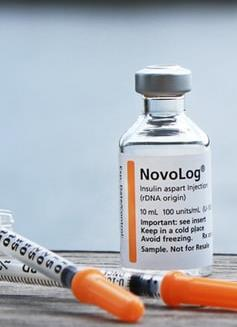 NovoLog®
Insulin aspart Injection
(rDNA origin)
10 mL 100 units/mL (U-
Important: see insert
Keep in a cold place
Avoid freezing.
Sample. Not for Resale